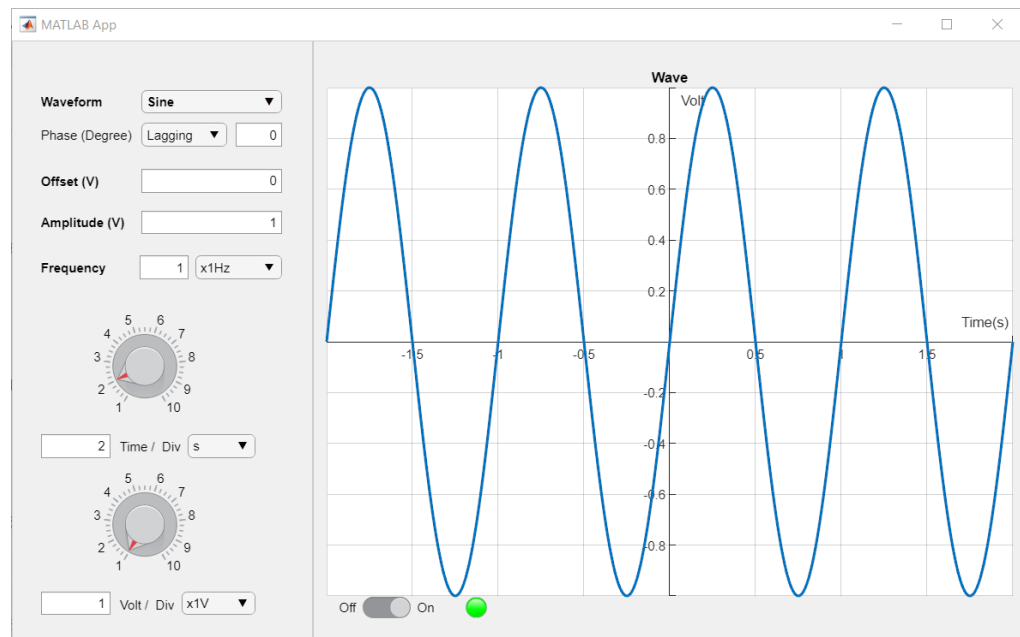 MATLAB App
Waveform Sine
Phase (Degree) Lagging 0
Offset (V) 0
Amplitude (V) 1
Frequency 1 x1Hz
1 2 3 4 5 6 7 8 9 10
2 Time / Div s
1 2 3 4 5 6 7 8 9 10
1 Volt / Div x1V
Wave
Volt
0.8
0.6
0.4
0.2
Time(s)
-1.5 -1 -0.5 0.5 1 1.5
-0.2
-0.4
-0.6
-0.8
Off On